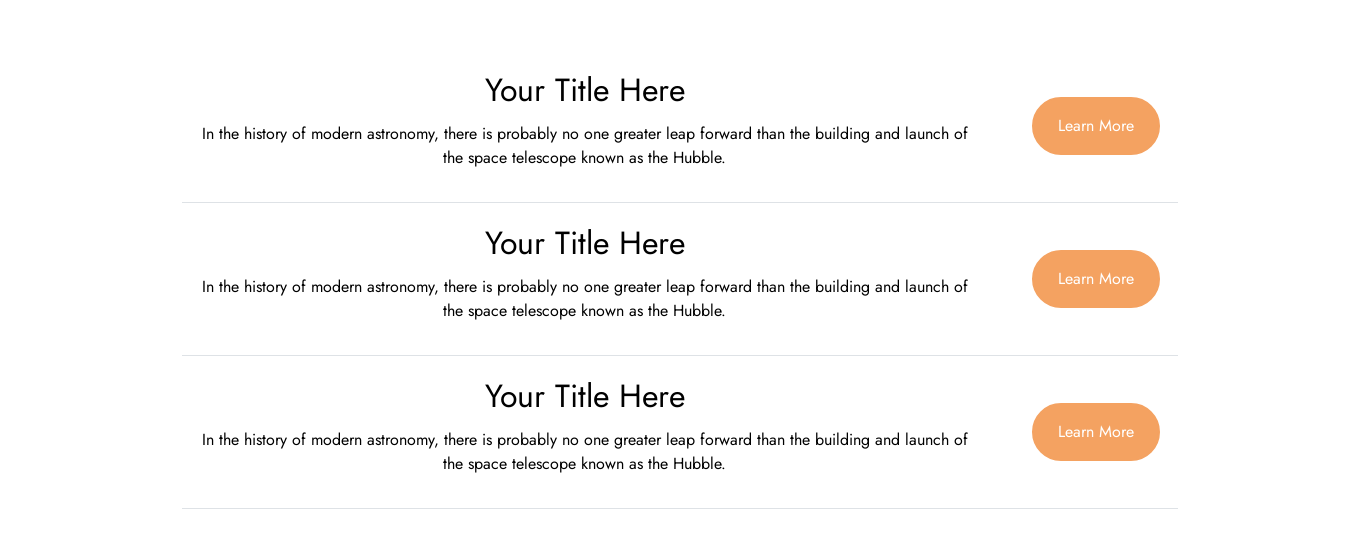 Your Title Here
In the history of modern astronomy, there is probably no one greater leap forward than the building and launch of
the space telescope known as the Hubble.
Learn More
Your Title Here
In the history of modern astronomy, there is probably no one greater leap forward than the building and launch of
the space telescope known as the Hubble.
Learn More
Your Title Here
In the history of modern astronomy, there is probably no one greater leap forward than the building and launch of
the space telescope known as the Hubble.
Learn More